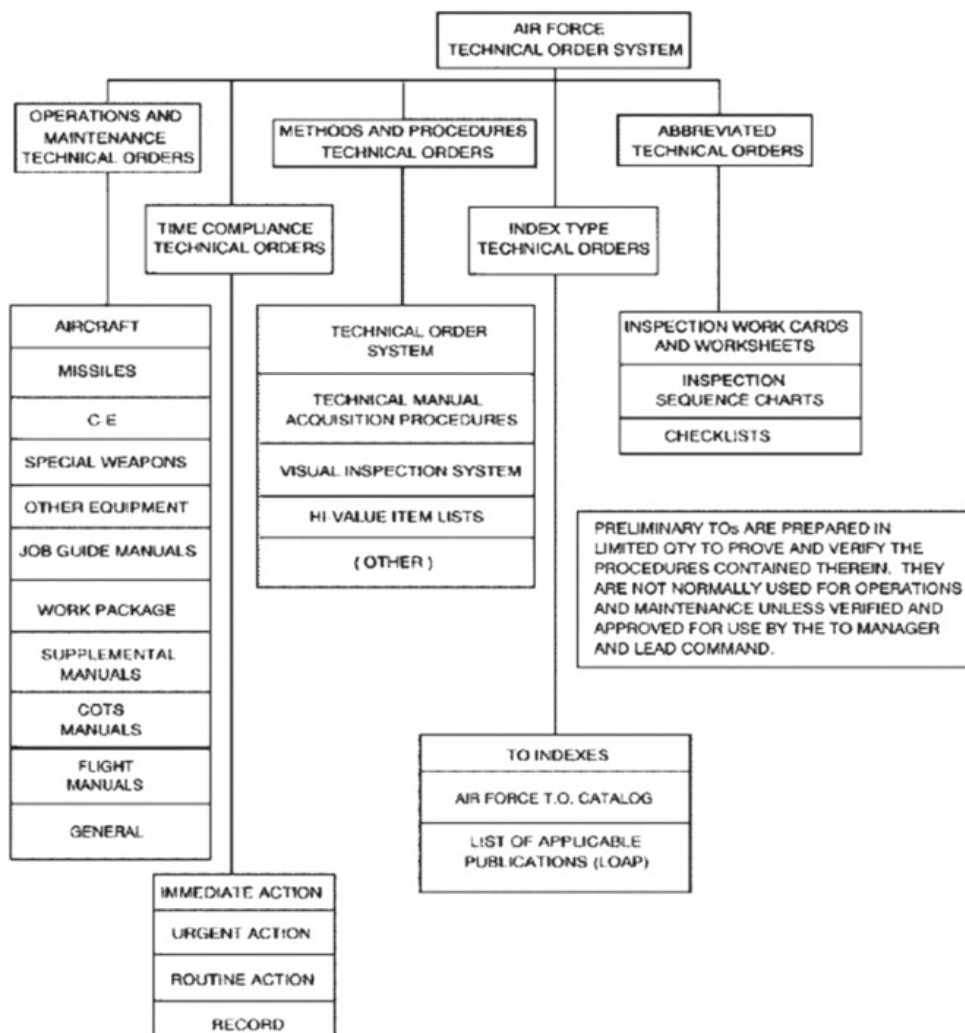 AIR FORCE
TECHNICAL ORDER SYSTEM
OPERATIONS AND
MAINTENANCE
TECHNICAL ORDERS
METHODS AND PROCEDURES
TECHNICAL ORDERS
ABBREVIATED
TECHNICAL ORDERS
TIME COMPLIANCE
TECHNICAL ORDERS
INDEX TYPE
TECHNICAL ORDERS
AIRCRAFT
MISSILES
C-E
SPECIAL WEAPONS
OTHER EQUIPMENT
JOB GUIDE MANUALS
WORK PACKAGE
SUPPLEMENTAL
MANUALS
COTS
MANUALS
FLIGHT
MANUALS
GENERAL
IMMEDIATE ACTION
URGENT ACTION
ROUTINE ACTION
RECORD
TECHNICAL ORDER
SYSTEM
TECHNICAL MANUAL
ACQUISITION PROCEDURES
VISUAL INSPECTION SYSTEM
HI-VALUE ITEM LISTS
( OTHER )
TO INDEXES
AIR FORCE T.O. CATALOG
LIST OF APPLICABLE
PUBLICATIONS (LOAP)
INSPECTION WORK CARDS
AND WORKSHEETS
INSPECTION
SEQUENCE CHARTS
CHECKLISTS
PRELIMINARY TOs ARE PREPARED IN
LIMITED QTY TO PROVE AND VERIFY THE
PROCEDURES CONTAINED THEREIN. THEY
ARE NOT NORMALLY USED FOR OPERATIONS
AND MAINTENANCE UNLESS VERIFIED AND
APPROVED FOR USE BY THE TO MANAGER
AND LEAD COMMAND.